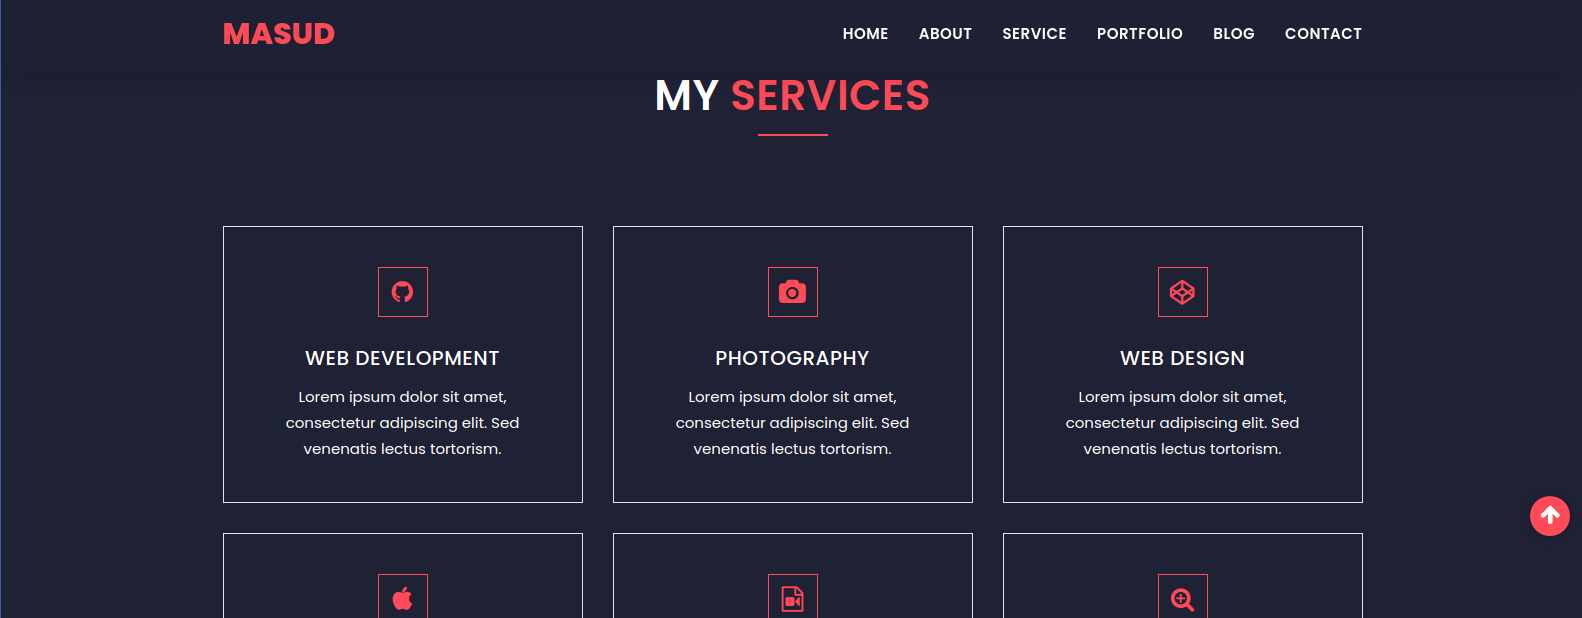 MASUD
HOME ABOUT SERVICE PORTFOLIO BLOG CONTACT
MY SERVICES
WEB DEVELOPMENT
Lorem ipsum dolor sit amet,
consectetur adipiscing elit. Sed
venenatis lectus tortorism.
PHOTOGRAPHY
Lorem ipsum dolor sit amet,
consectetur adipiscing elit. Sed
venenatis lectus tortorism.
WEB DESIGN
Lorem ipsum dolor sit amet,
consectetur adipiscing elit. Sed
venenatis lectus tortorism.